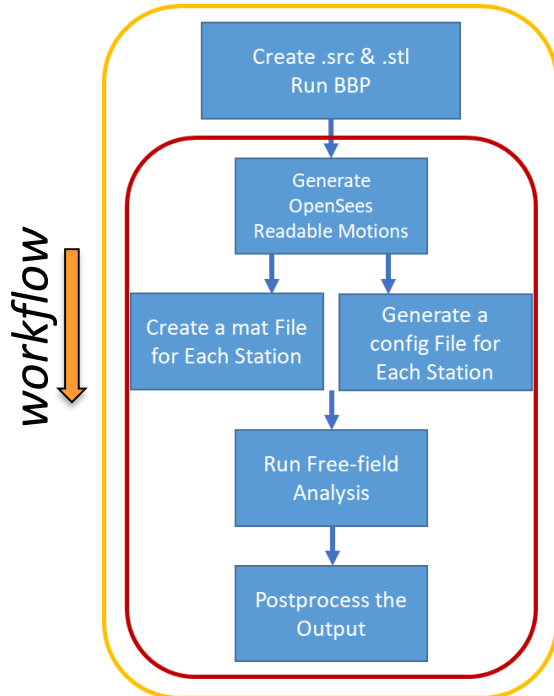 Create .src & .stl
Run BBP
Generate
OpenSees
Readable Motions
Create a mat File
for Each Station
Generate a
config File for
Each Station
workflow
Run Free-field
Analysis
Postprocess the
Output